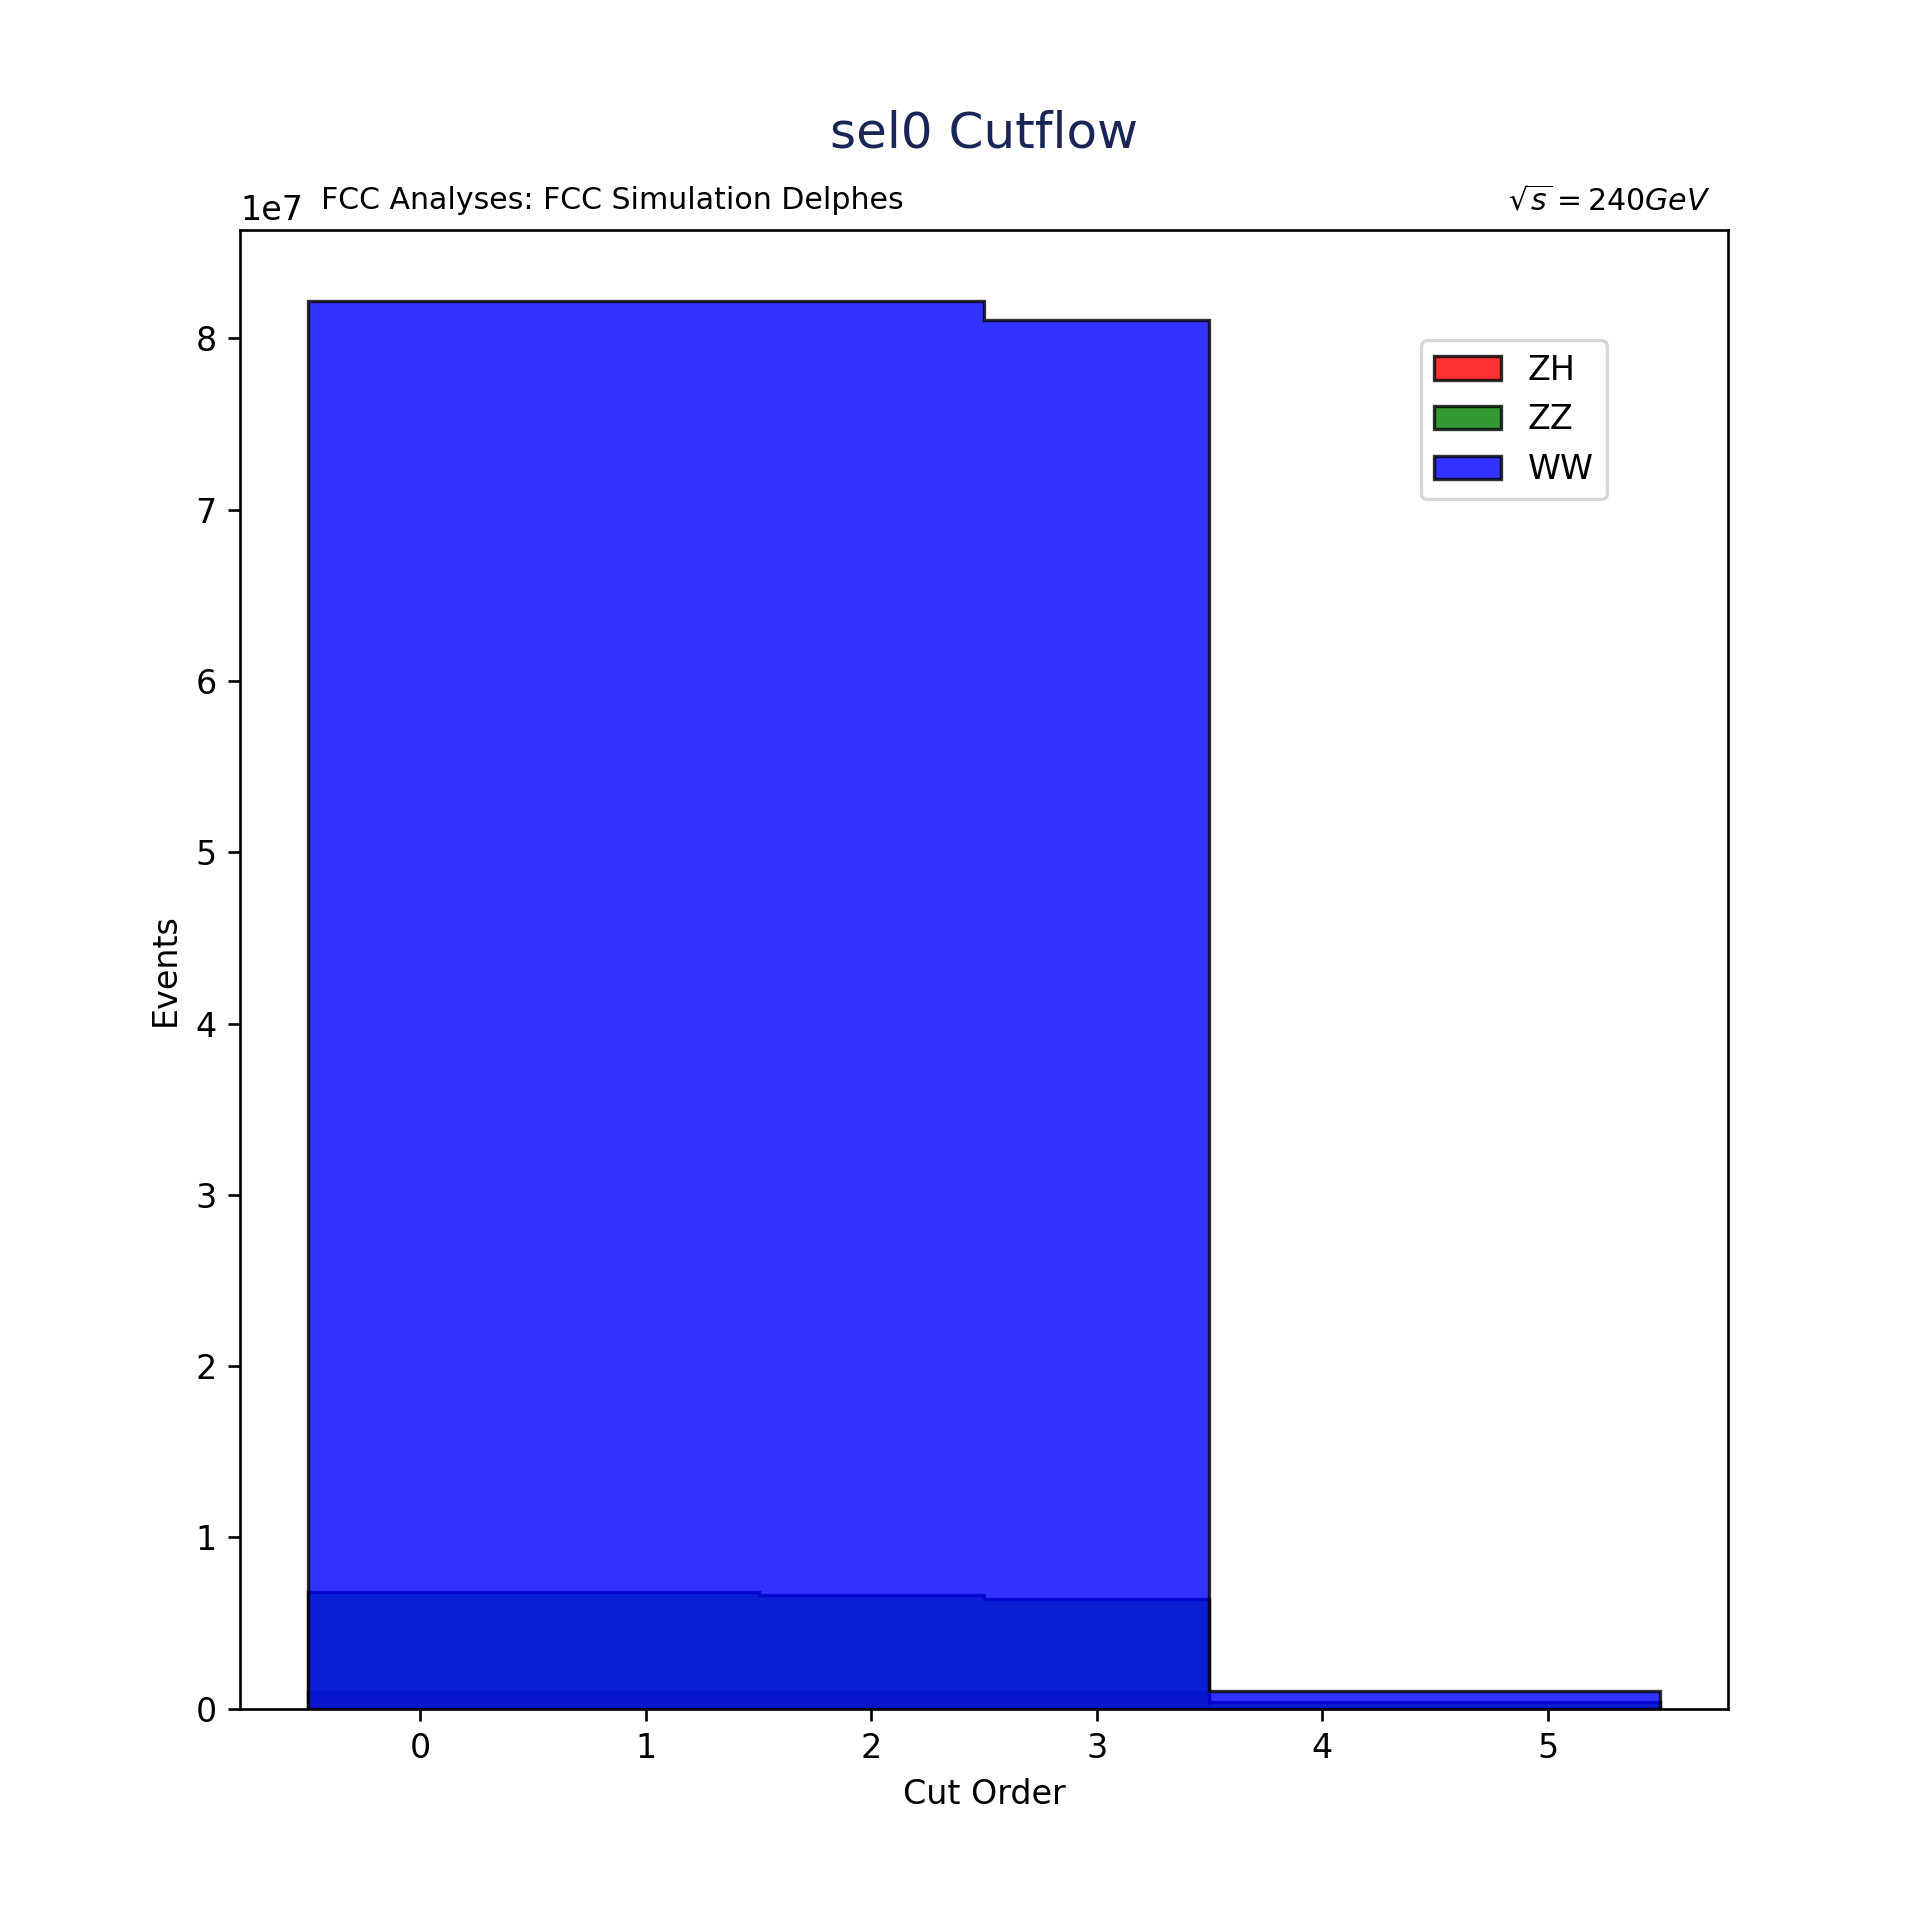 sel0 Cutflow
1e7 FCC Analyses: FCC Simulation Delphes √s = 240GeV
8
7
6
5
4
3
2
1
0
Events
ZH
ZZ
WW
0 1 2 3 4 5
Cut Order